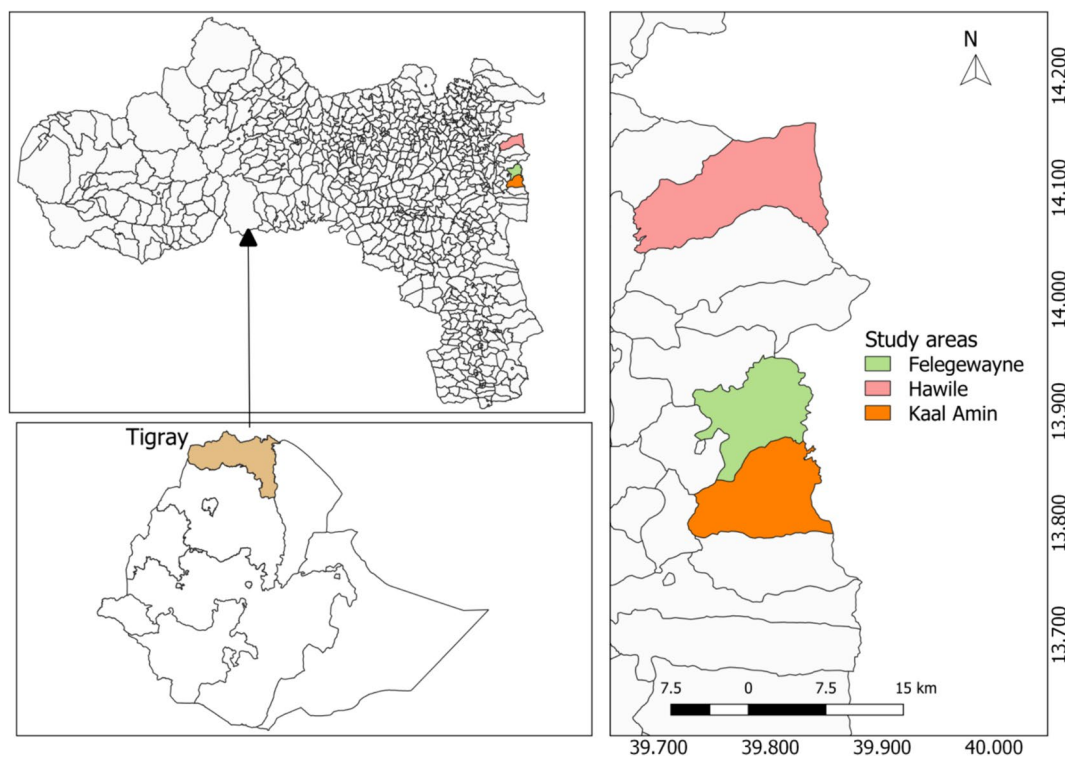 Tigray
N
Study areas
Felegewayne
Hawile
Kaal Amin
14.200
14.100
14.000
13.900
13.800
13.700
7.5 0 7.5 15 km
39.700 39.800 39.900 40.000